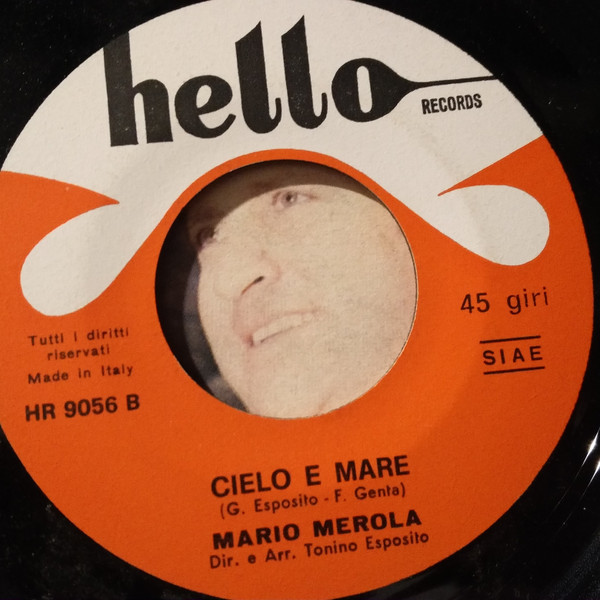 hello
RECORDS
45 giri
SIAE
Tutti i diritti
riservati
Made in Italy
HR 9056 B
CIELO E MARE
(G. Esposito - F. Genta)
MARIO MEROLA
Dir. e Arr. Tonino Esposito